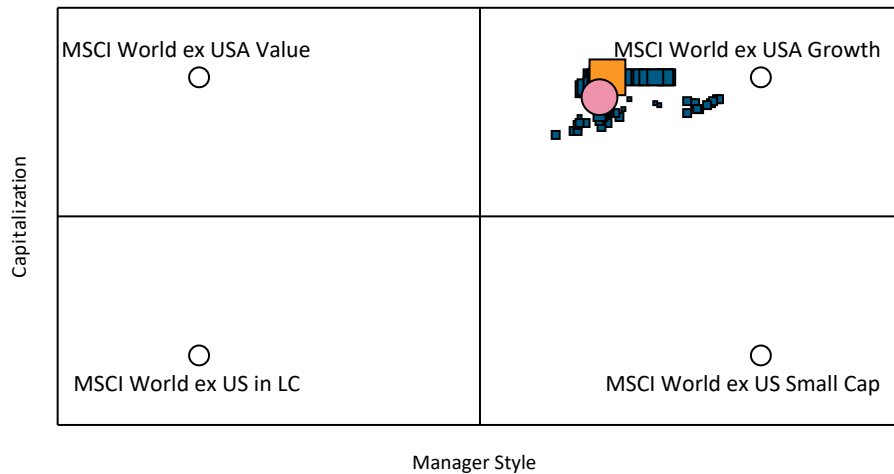 MSCI World ex USA Value
MSCI World ex USA Growth
Capitalization
MSCI World ex US in LC
MSCI World ex US Small Cap
Manager Style